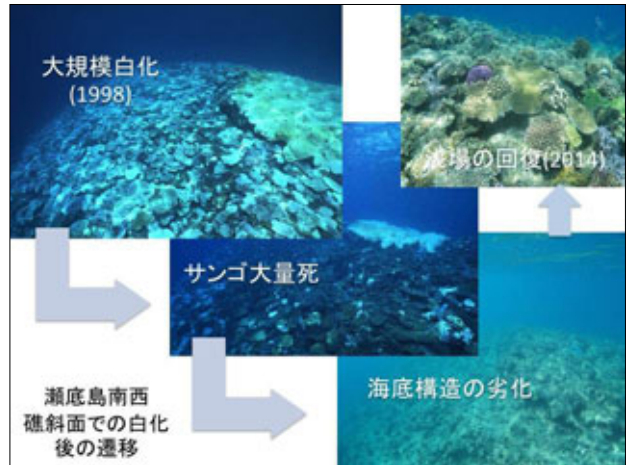 大規模白化
(1998)
サンゴ大量死
海底構造の劣化
浅場の回復(2014)
瀬底島南西
礁斜面での白化
後の遷移